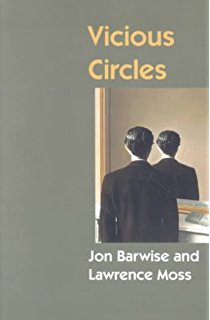 Vicious
Circles
Jon Barwise and
Lawrence Moss